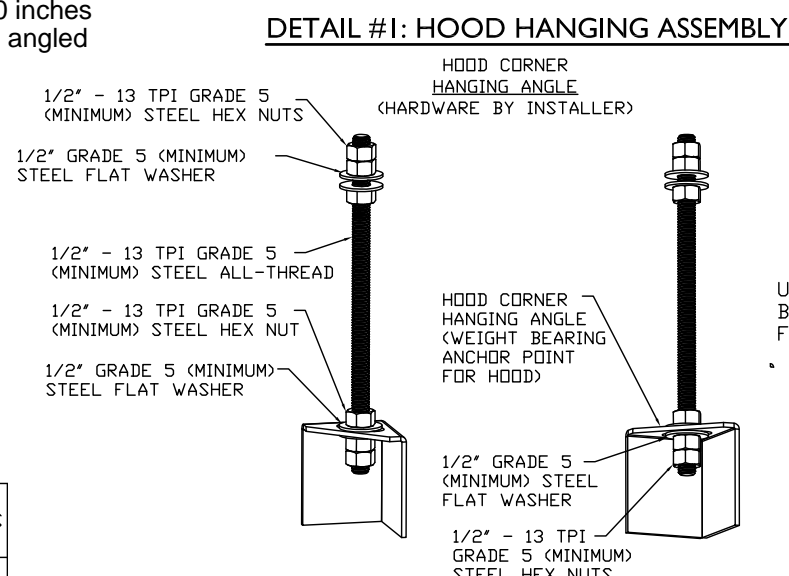 0 inches
angled
DETAIL #1: HOOD HANGING ASSEMBLY
HOOD CORNER
HANGING ANGLE
(HARDWARE BY INSTALLER)
1/2" - 13 TPI GRADE 5
(MINIMUM) STEEL HEX NUTS
1/2" GRADE 5 (MINIMUM)
STEEL FLAT WASHER
1/2" - 13 TPI GRADE 5
(MINIMUM) STEEL ALL-THREAD
1/2" - 13 TPI GRADE 5
(MINIMUM) STEEL HEX NUT
1/2" GRADE 5 (MINIMUM)
STEEL FLAT WASHER
HOOD CORNER
HANGING ANGLE
(WEIGHT BEARING
ANCHOR POINT
FOR HOOD)
1/2" GRADE 5
(MINIMUM) STEEL
FLAT WASHER
1/2" - 13 TPI
GRADE 5 (MINIMUM)
STEEL HEX NUTS
U
B
F